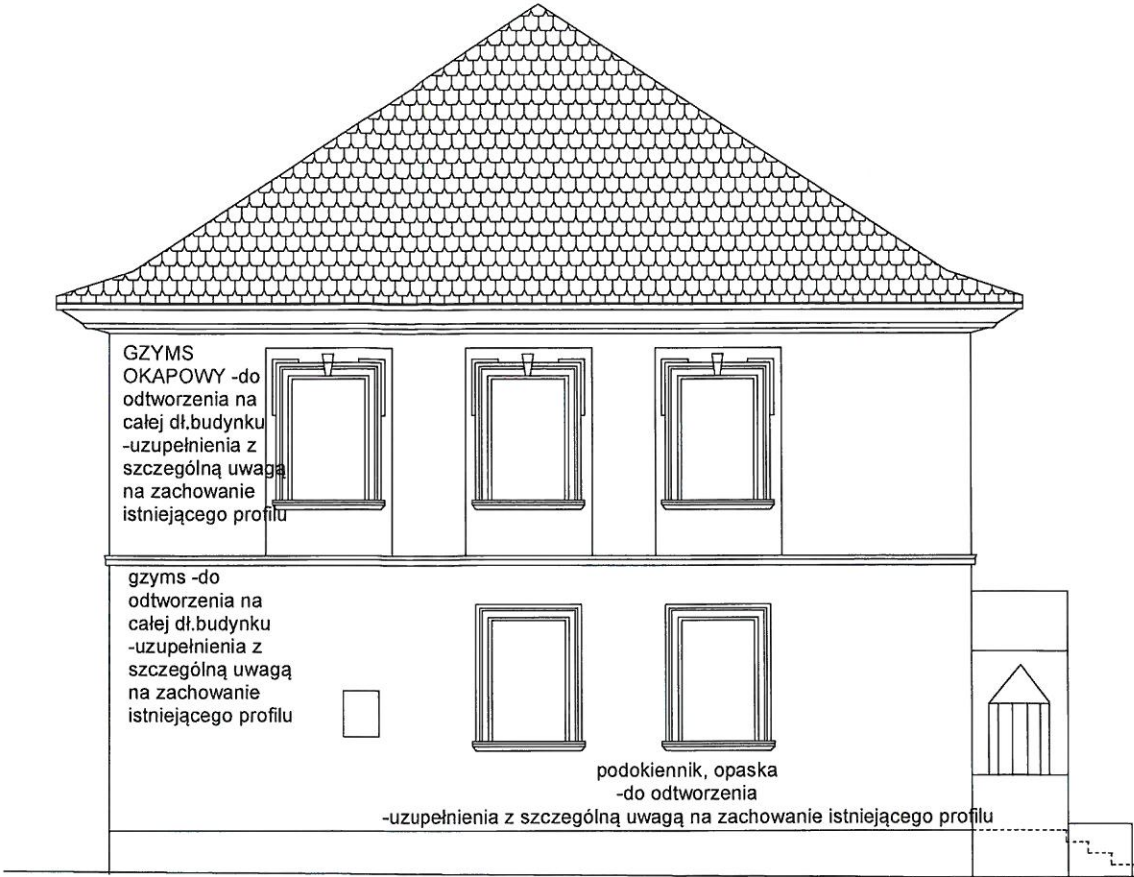 GZYMS
OKAPOWY -do
odtworzenia na
całej dł.budynku
-uzupełnienia z
szczególną uwagą
na zachowanie
istniejącego profilu
gzyms -do
odtworzenia na
całej dł.budynku
-uzupełnienia z
szczególną uwagą
na zachowanie
istniejącego profilu
podokiennik, opaska
-do odtworzenia
-uzupełnienia z szczególną uwagą na zachowanie istniejącego profilu